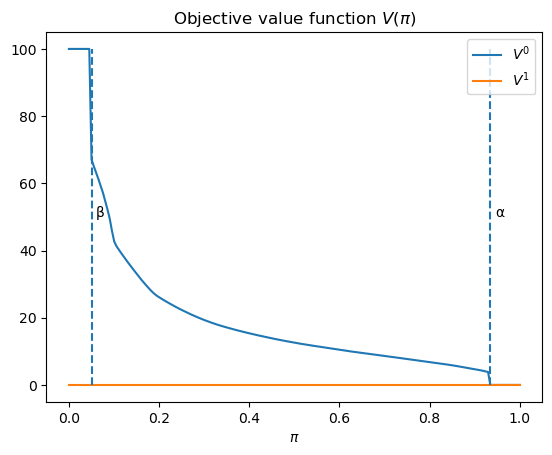 Objective value function V(π)
100
80
60
40
20
0
0.0 0.2 0.4 0.6 0.8 1.0
π
β
α
V⁰
V¹